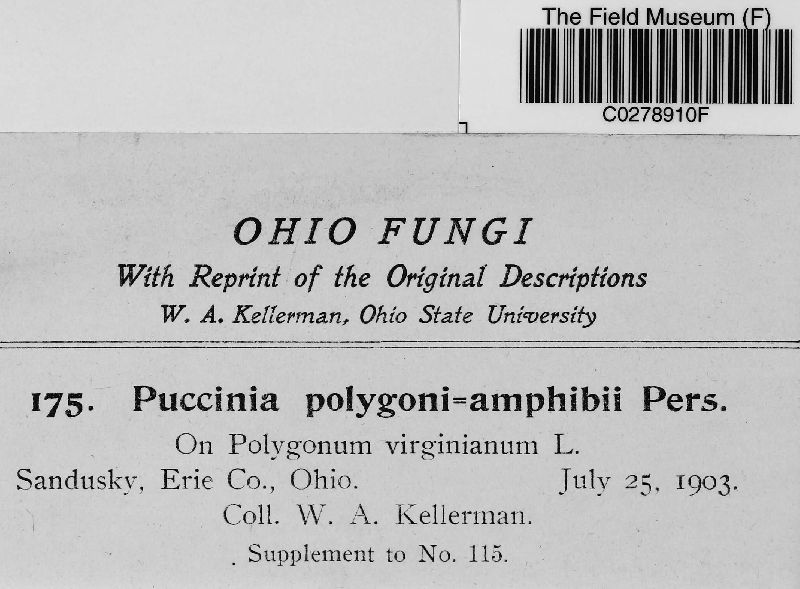 The Field Museum (F)
C0278910F
OHIO FUNGI
With Reprint of the Original Descriptions
W. A. Kellerman, Ohio State University
175. Puccinia polygoni=amphibii Pers.
On Polygonum virginianum L.
Sandusky, Erie Co., Ohio. July 25, 1903.
Coll. W. A. Kellerman.
Supplement to No. 115.